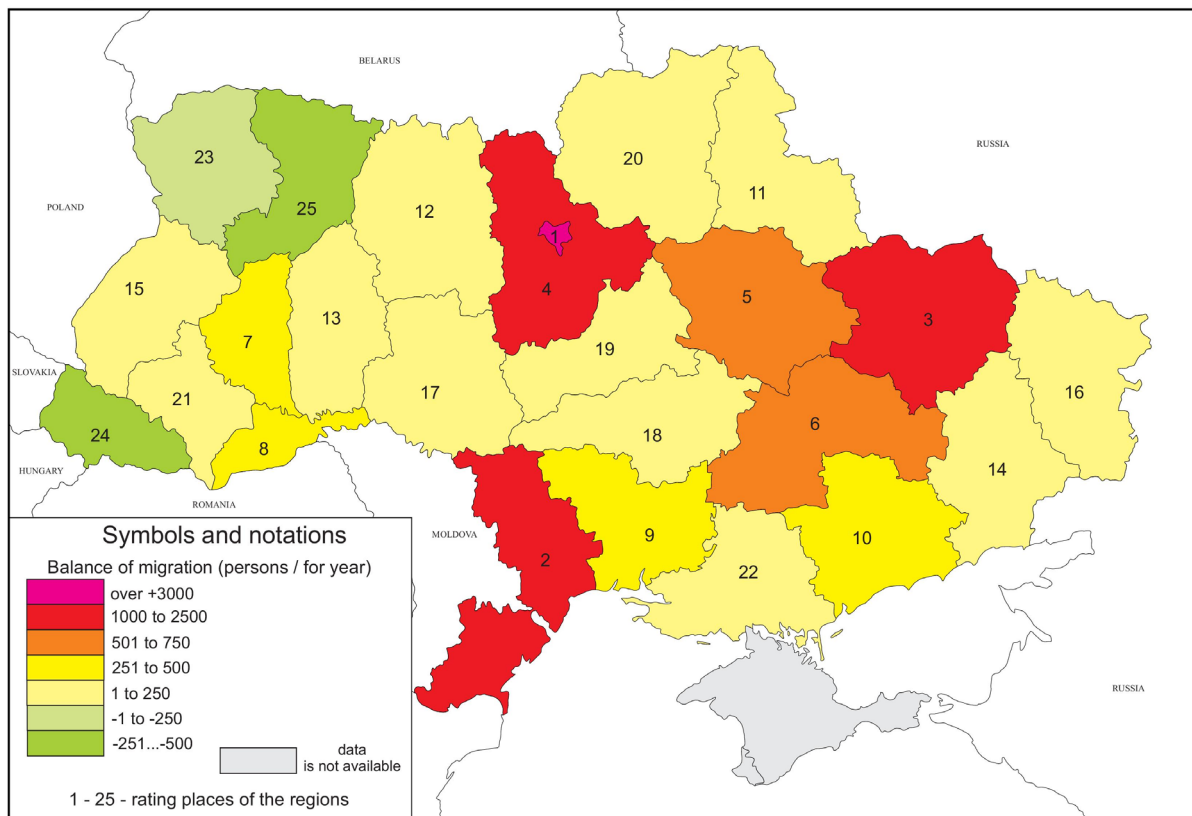 BELARUS
RUSSIA
POLAND
23
25
12
20
11
1
4
15
7
13
5
3
19
SLOVAKIA
21
17
16
24
8
18
6
HUNGARY
14
ROMANIA
MOLDOVA
2
9
10
22
RUSSIA
Symbols and notations
Balance of migration (persons / for year)
over +3000
1000 to 2500
501 to 750
251 to 500
1 to 250
-1 to -250
-251...-500
data
is not available
1 - 25 - rating places of the regions